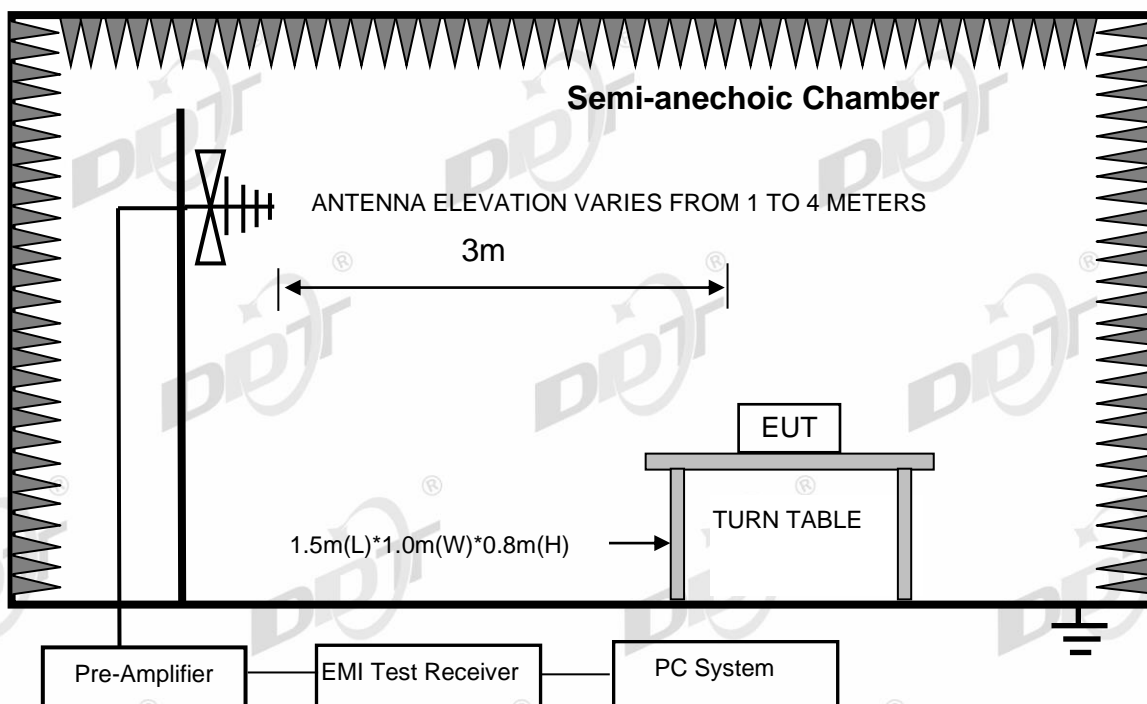 Semi-anechoic Chamber
ANTENNA ELEVATION VARIES FROM 1 TO 4 METERS
3m
EUT
TURN TABLE
1.5m(L)*1.0m(W)*0.8m(H)
Pre-Amplifier
EMI Test Receiver
PC System
DDT®